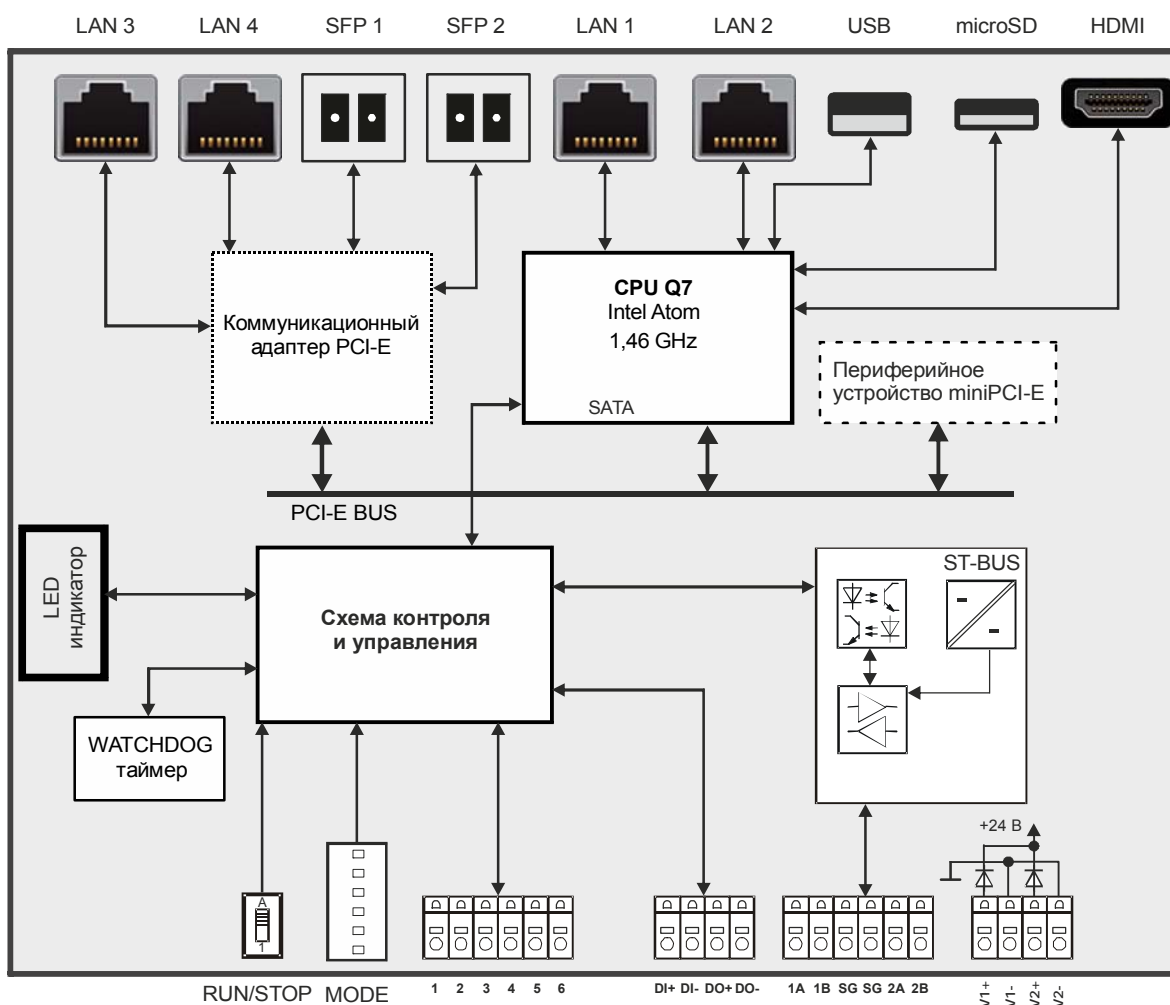 LAN 3 LAN 4 SFP 1 SFP 2 LAN 1 LAN 2 USB microSD HDMI
CPU Q7
Intel Atom
1,46 GHz
SATA
Коммуникационный
адаптер PCI-E
Периферийное
устройство miniPCI-E
PCI-E BUS
LED
индикатор
Схема контроля
и управления
ST-BUS
WATCHDOG
таймер
+24 В
A
1
RUN/STOP MODE 1 2 3 4 5 6 DI+ DI- DO+ DO- 1A 1B SG SG 2A 2B V1+ V1- V2+ V2-